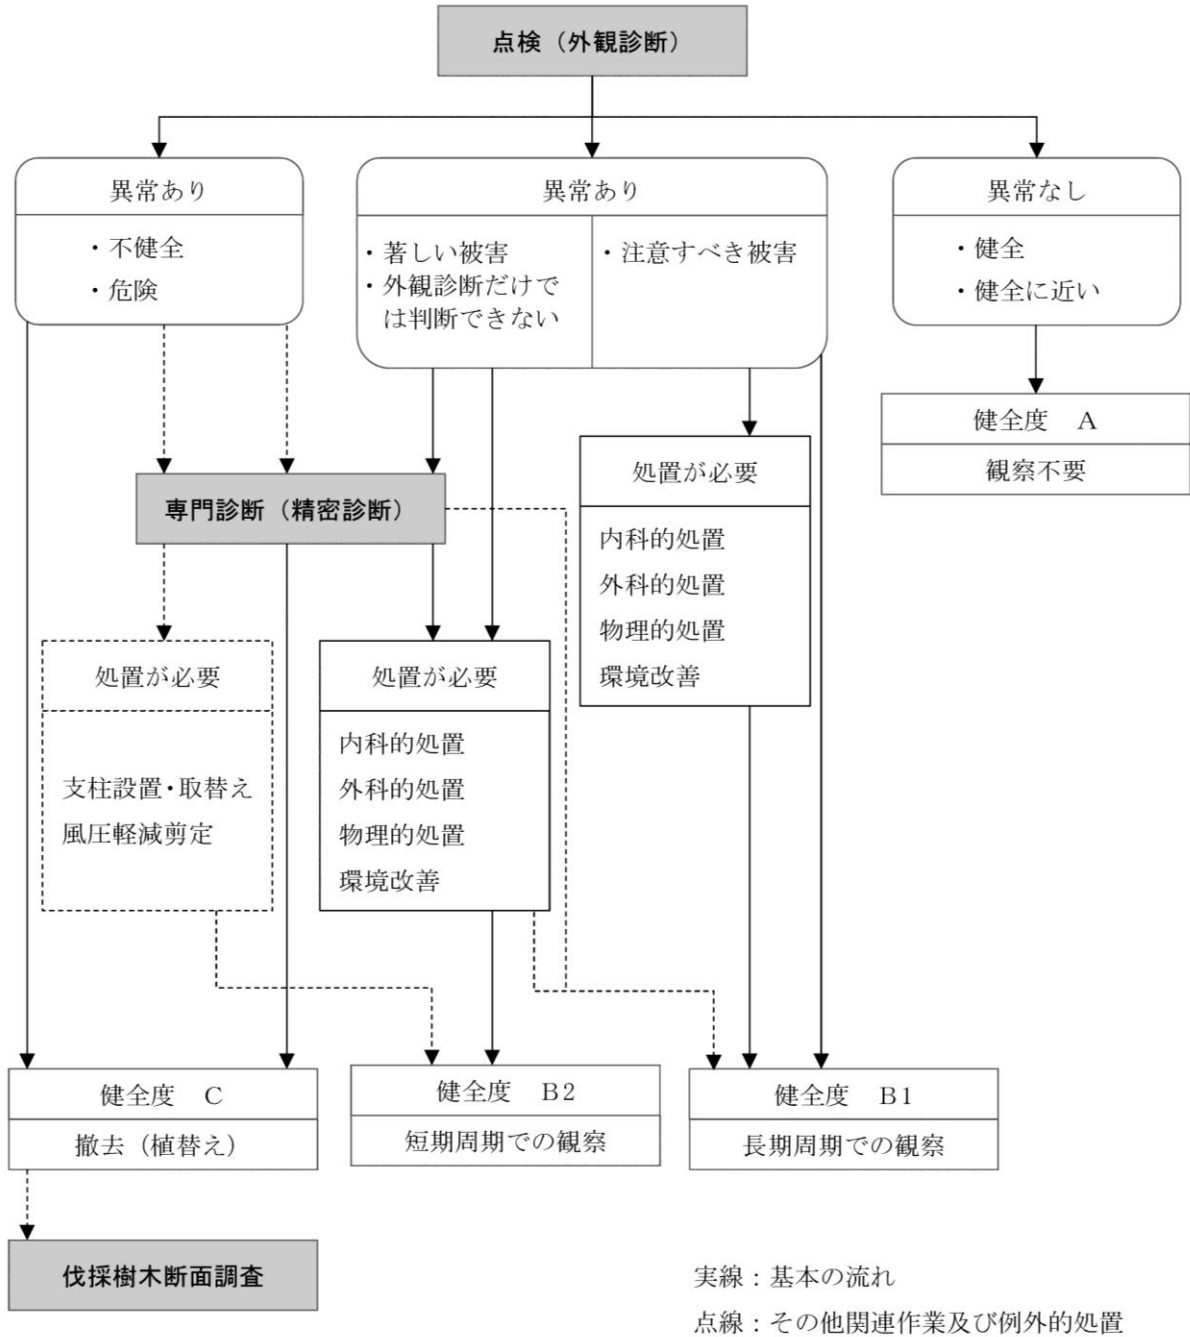 点検（外観診断）
異常あり
・不健全
・危険
異常あり
・著しい被害
・外観診断だけで
は判断できない
・注意すべき被害
異常なし
・健全
・健全に近い
健全度　A
観察不要
処置が必要
内科的処置
外科的処置
物理的処置
環境改善
専門診断（精密診断）
処置が必要
支柱設置・取替え
風圧軽減剪定
処置が必要
内科的処置
外科的処置
物理的処置
環境改善
健全度　C
撤去（植替え）
健全度　B2
短期周期での観察
健全度　B1
長期周期での観察
伐採樹木断面調査
実線：基本の流れ
点線：その他関連作業及び例外的処置